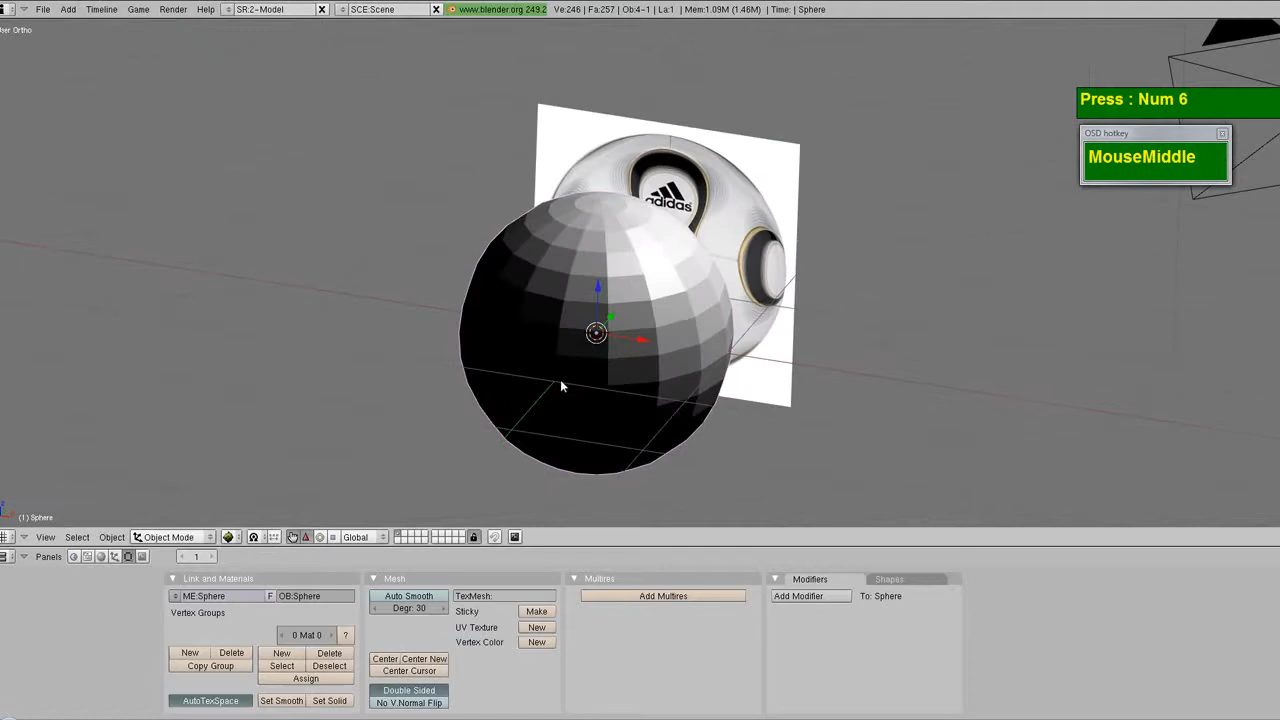 File Add Timeline Game Render Help SR:2-Model SCE:Scene www.blender.org 249.2 Ve:246 | Fa:257 | Ob:4-1 | La:1 | Mem:1.09M (1.46M) | Time: | Sphere
User Ortho
Press : Num 6
OSD hotkey
MouseMiddle
adidas
(1) Sphere
View Select Object Object Mode Global
Panels 1
Link and Materials Mesh Multires Modifiers Shapes
ME:Sphere F OB:Sphere Auto Smooth TexMesh: Add Multires Add Modifier To: Sphere
Degr: 30
Vertex Groups Sticky Make
UV Texture New
0 Mat 0 ? Vertex Color New
New Delete New Delete Center Center New
Copy Group Select Deselect Center Cursor
Assign
Double Sided
AutoTexSpace Set Smooth Set Solid No V.Normal Flip